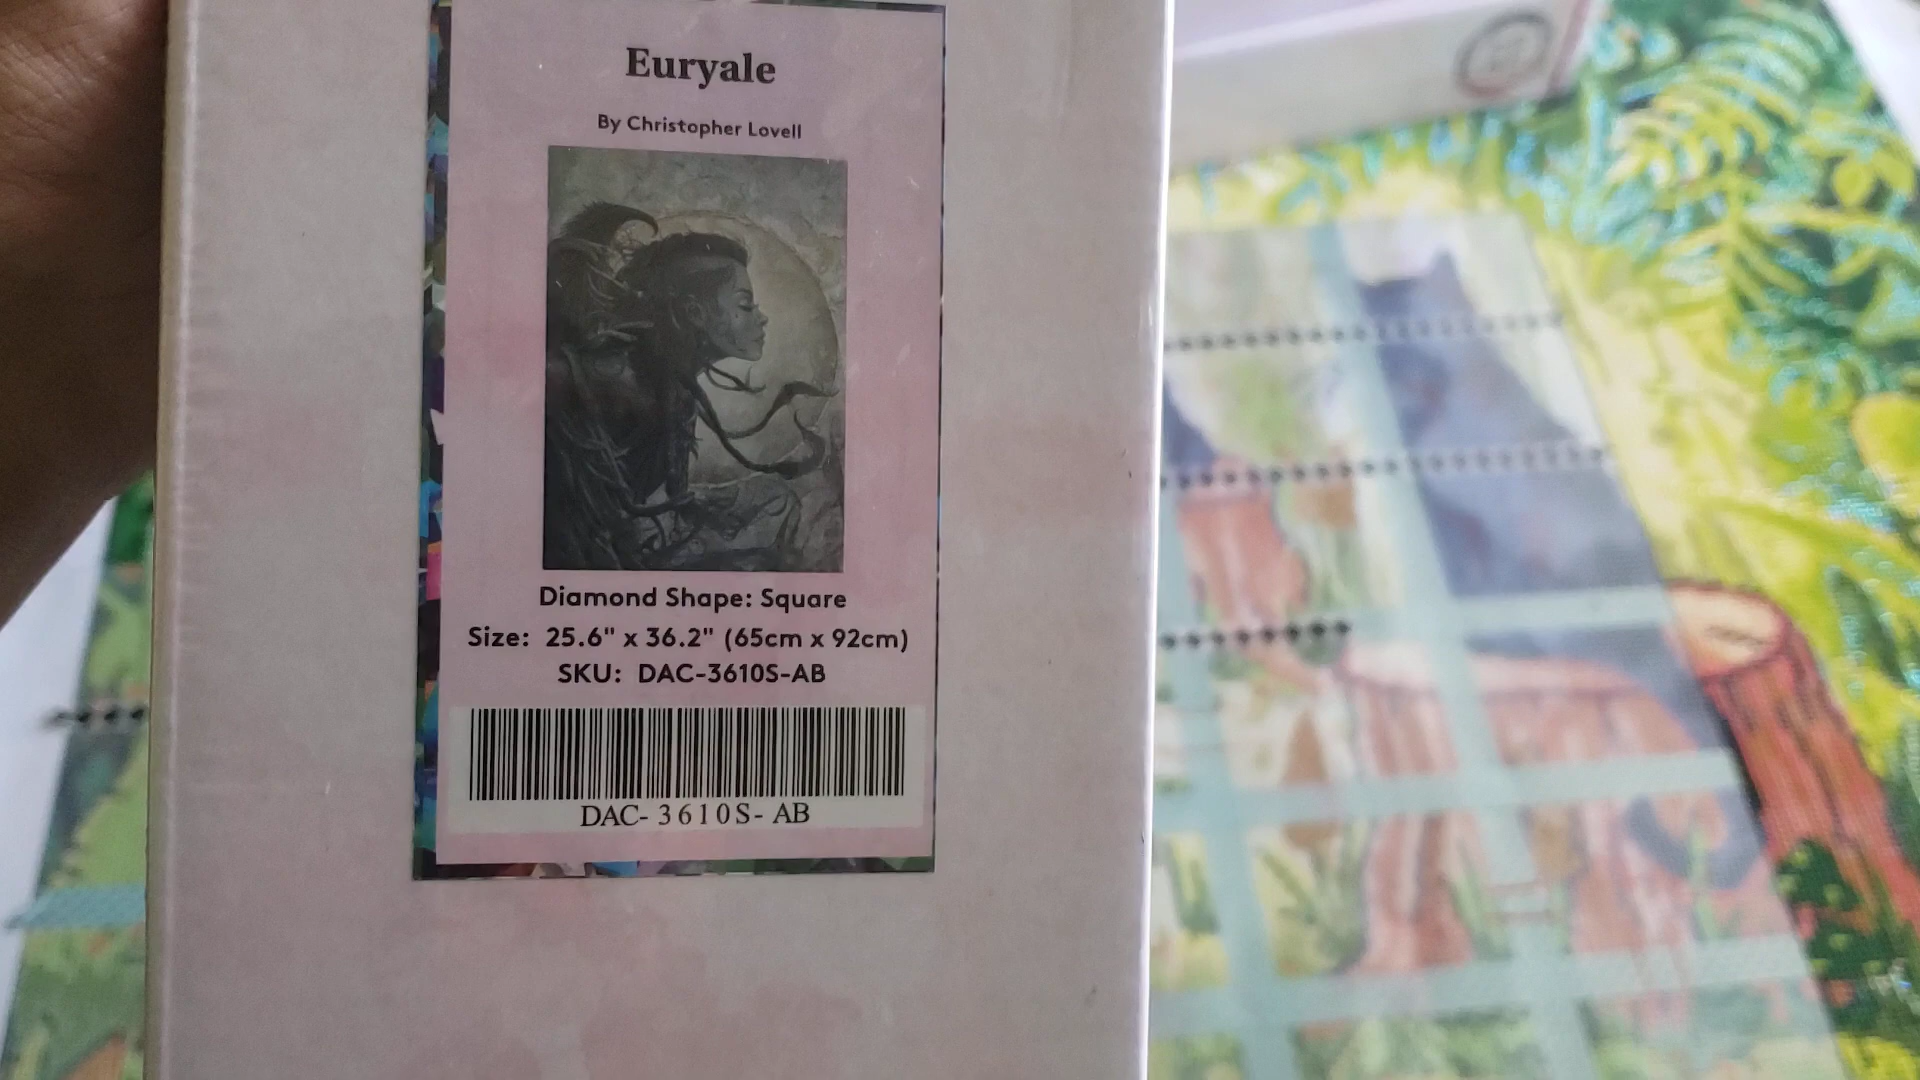 Euryale
By Christopher Lovell
Diamond Shape: Square
Size: 25.6" x 36.2" (65cm x 92cm)
SKU: DAC-3610S-AB
DAC- 3610S- AB